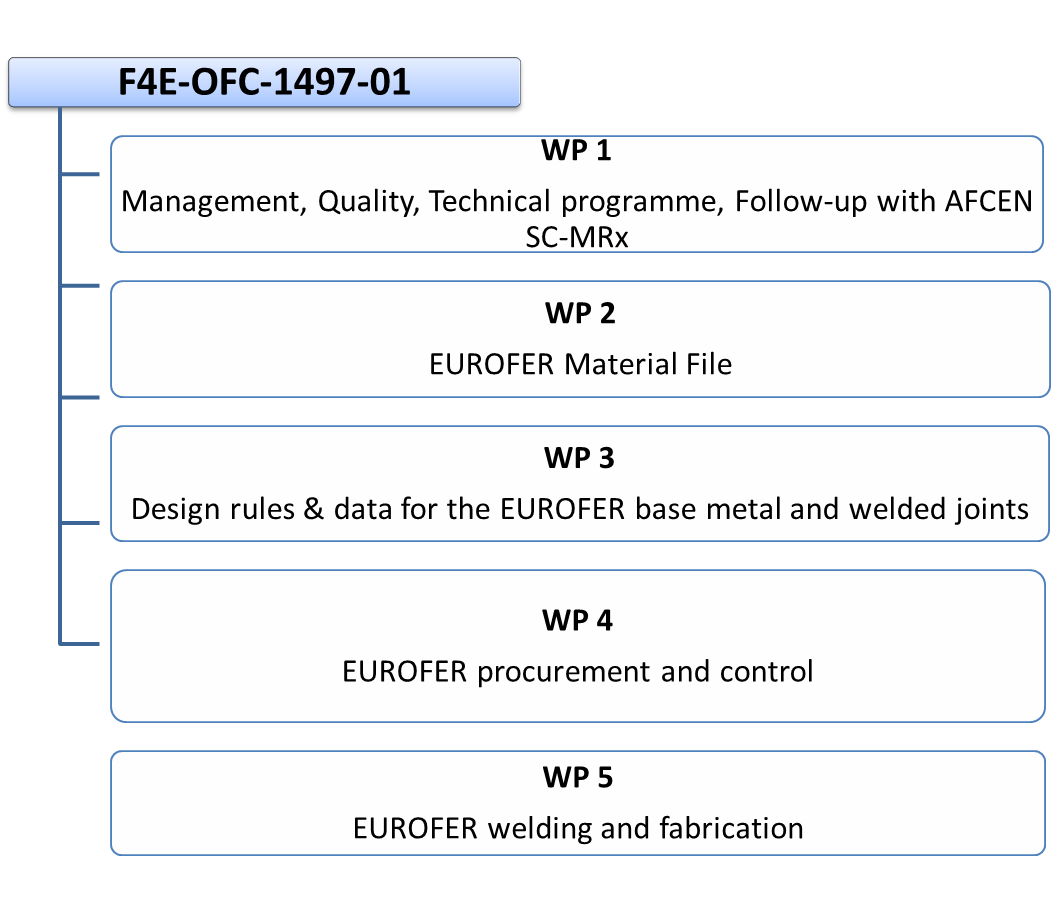 F4E-OFC-1497-01
WP 1
Management, Quality, Technical programme, Follow-up with AFCEN
SC-MRx
WP 2
EUROFER Material File
WP 3
Design rules & data for the EUROFER base metal and welded joints
WP 4
EUROFER procurement and control
WP 5
EUROFER welding and fabrication